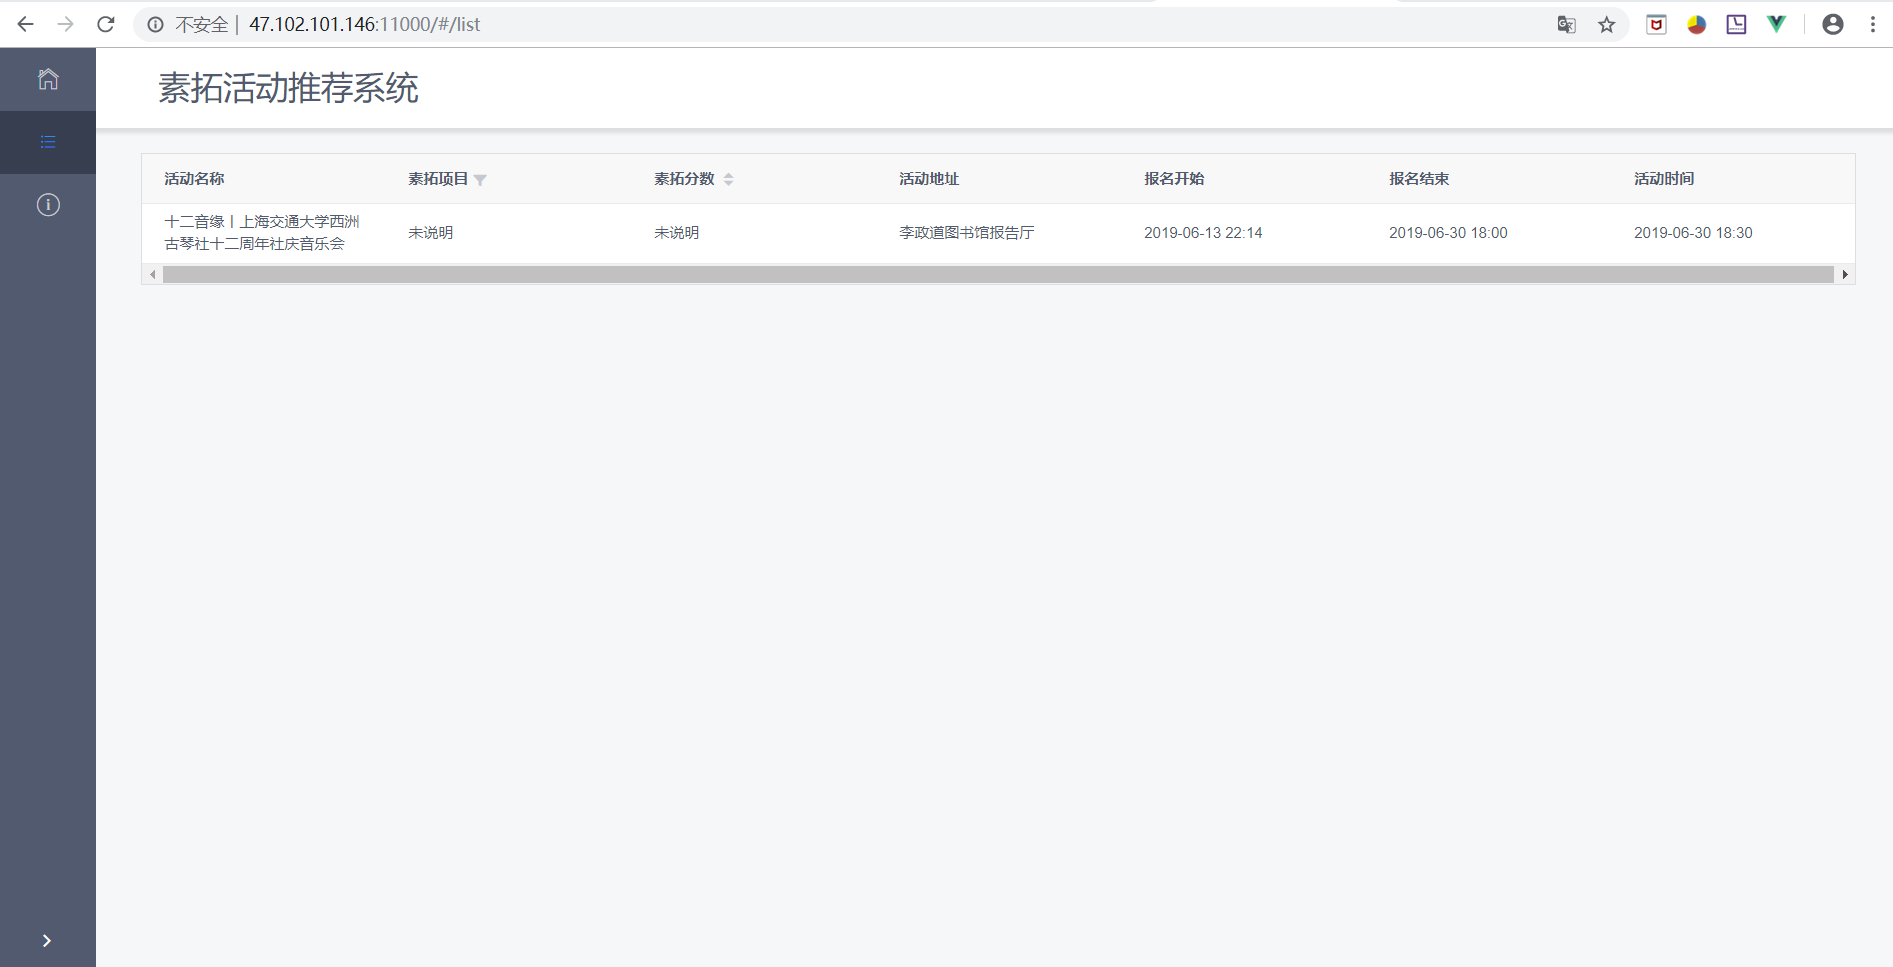 不安全 | 47.102.101.146:11000/#/list
素拓活动推荐系统
活动名称 素拓项目 素拓分数 活动地址 报名开始 报名结束 活动时间
十二音缘丨上海交通大学西洲
古琴社十二周年社庆音乐会
未说明 未说明 李政道图书馆报告厅 2019-06-13 22:14 2019-06-30 18:00 2019-06-30 18:30